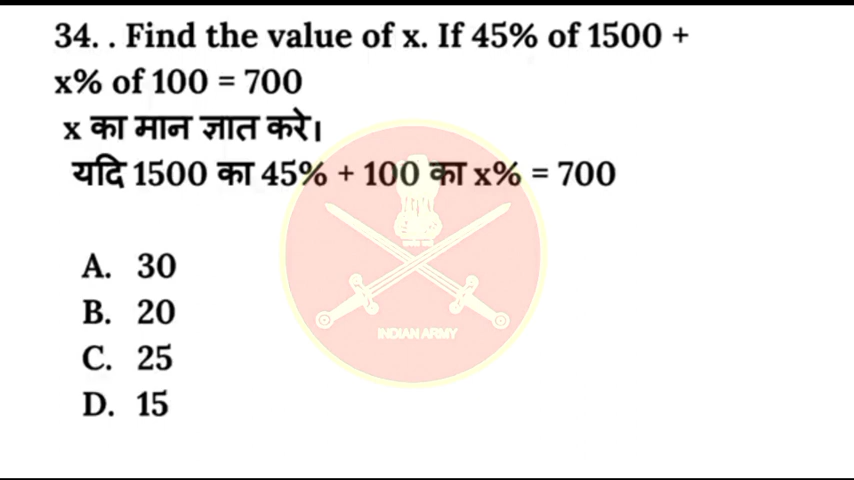 34. . Find the value of x. If 45% of 1500 +
x% of 100 = 700
x का मान ज्ञात करे।
यदि 1500 का 45% + 100 का x% = 700
A. 30
B. 20
C. 25
D. 15
INDIAN ARMY